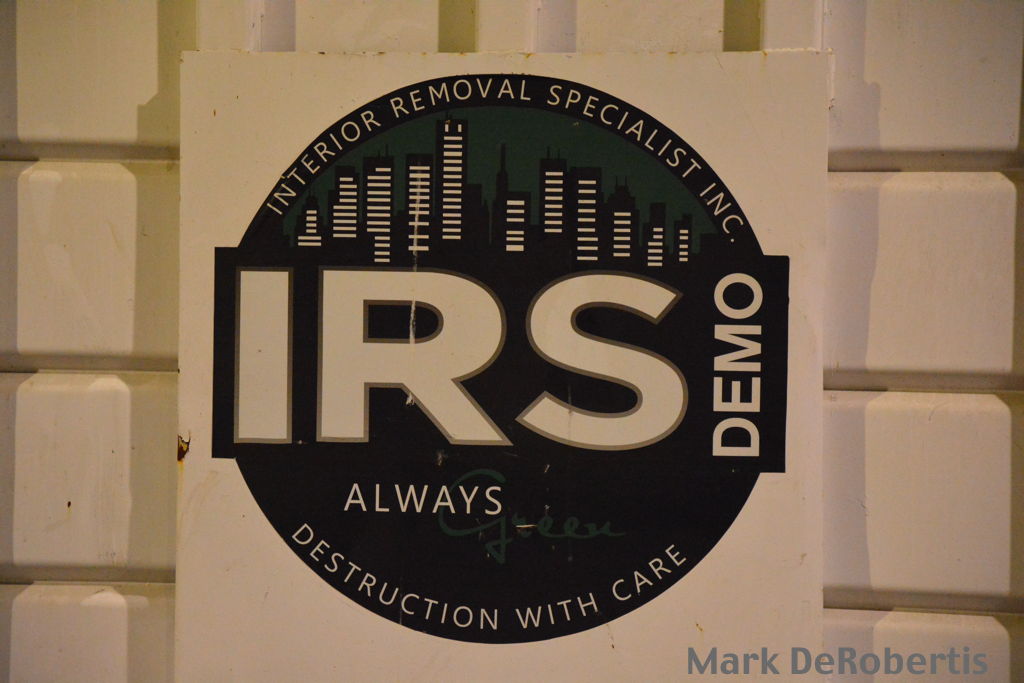 INTERIOR REMOVAL SPECIALIST INC.
IRS
DEMO
ALWAYS Green
DESTRUCTION WITH CARE
Mark DeRobertis